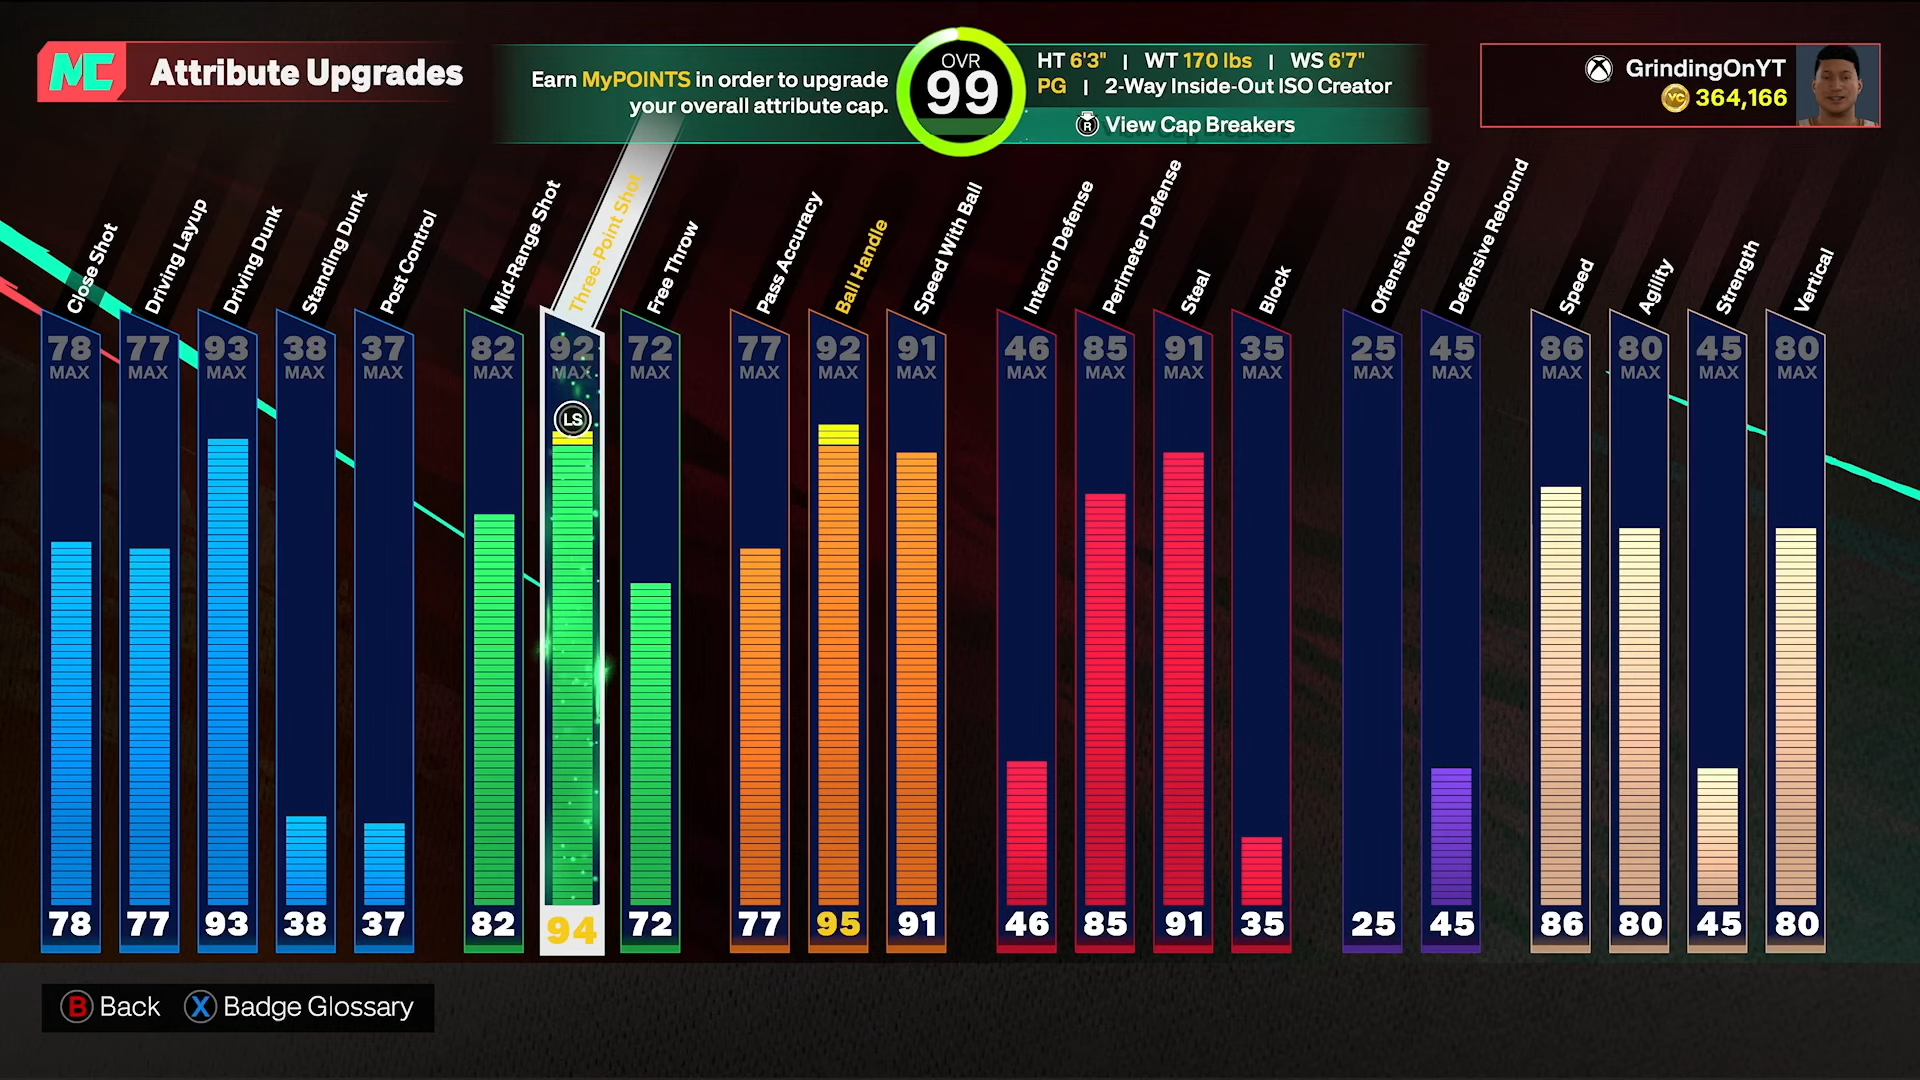 MC Attribute Upgrades
Earn MyPOINTS in order to upgrade
your overall attribute cap.
OVR
99
HT 6'3" | WT 170 lbs | WS 6'7"
PG | 2-Way Inside-Out ISO Creator
R View Cap Breakers
GrindingOnYT
VC 364,166
Close Shot
Driving Layup
Driving Dunk
Standing Dunk
Post Control
Mid-Range Shot
Three-Point Shot
Free Throw
Pass Accuracy
Ball Handle
Speed With Ball
Interior Defense
Perimeter Defense
Steal
Block
Offensive Rebound
Defensive Rebound
Speed
Agility
Strength
Vertical
78 77 93 38 37 82 92 72 77 92 91 46 85 91 35 25 45 86 80 45 80
MAX MAX MAX MAX MAX MAX MAX MAX MAX MAX MAX MAX MAX MAX MAX MAX MAX MAX MAX MAX MAX
LS
78 77 93 38 37 82 94 72 77 95 91 46 85 91 35 25 45 86 80 45 80
B Back X Badge Glossary